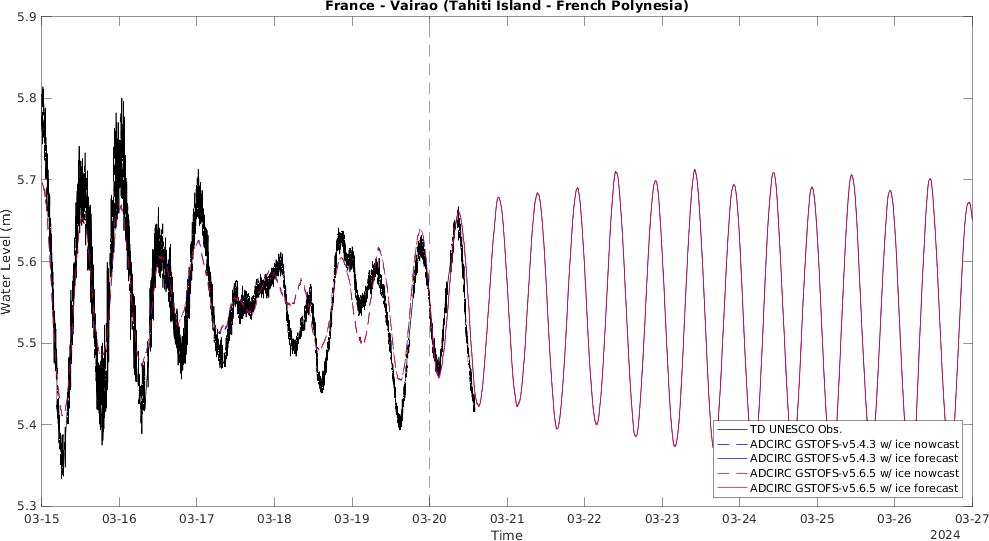 France - Vairao (Tahiti Island - French Polynesia)
5.9
5.8
5.7
5.6
5.5
5.4
5.3
Water Level (m)
TD UNESCO Obs.
ADCIRC GSTOFS-v5.4.3 w/ ice nowcast
ADCIRC GSTOFS-v5.4.3 w/ ice forecast
ADCIRC GSTOFS-v5.6.5 w/ ice nowcast
ADCIRC GSTOFS-v5.6.5 w/ ice forecast
03-15 03-16 03-17 03-18 03-19 03-20 03-21 03-22 03-23 03-24 03-25 03-26 03-27
Time
2024